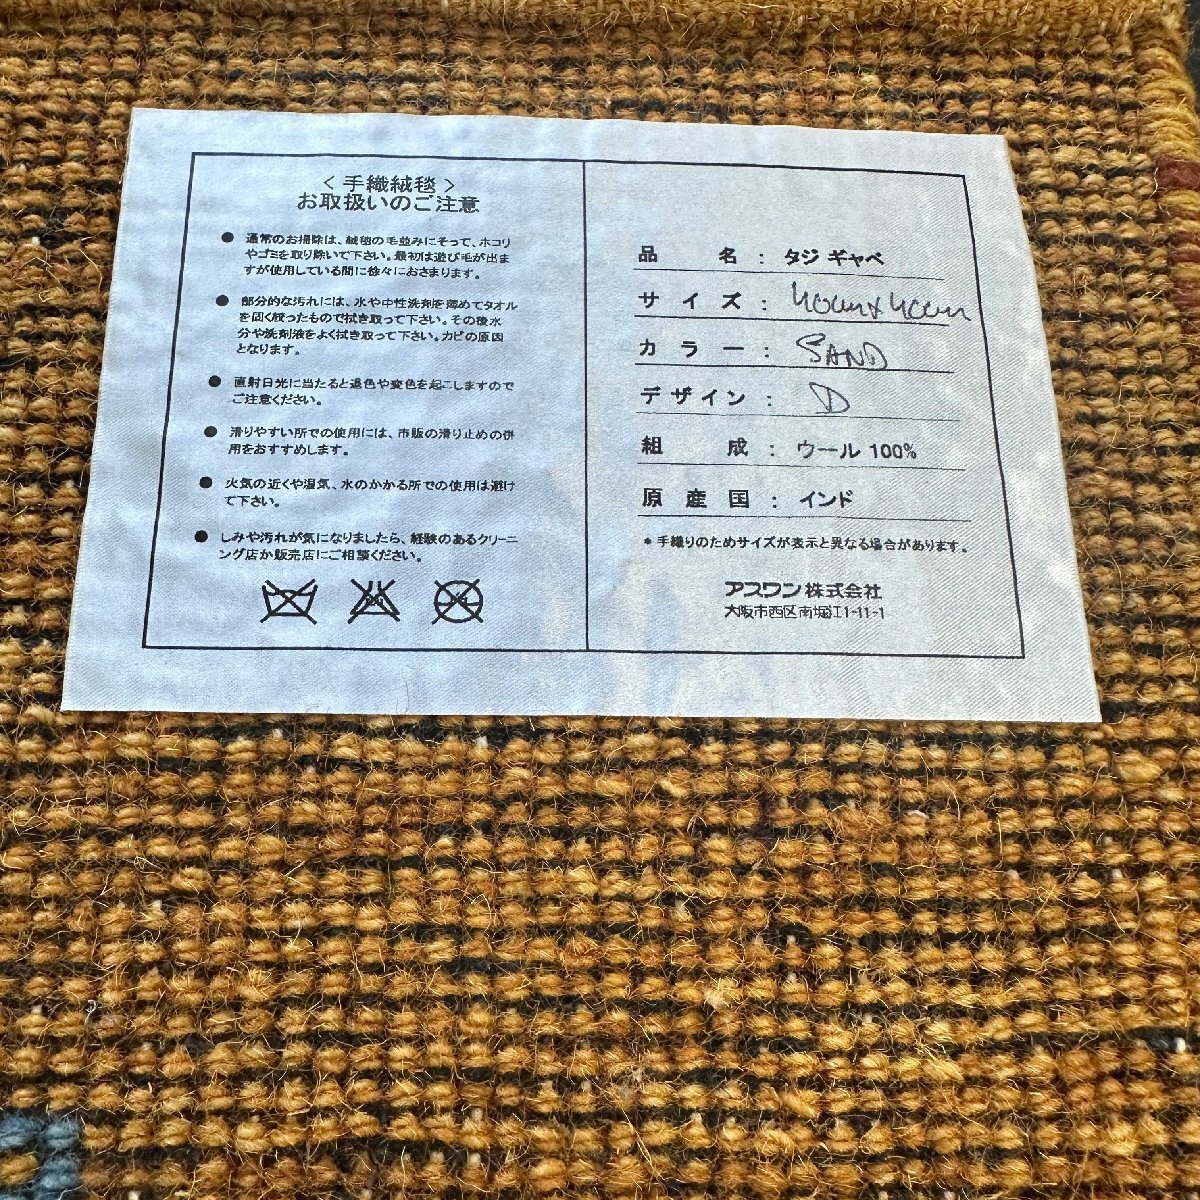 ＜手織絨毯＞
お取扱いのご注意
● 通常のお掃除は、絨毯の毛並みにそって、ホコリ
やゴミを取り除いて下さい。最初は遊び毛が出ま
すが使用している間に徐々におさまります。
● 部分的な汚れには、水や中性洗剤を薄めてタオル
を固く絞ったもので拭き取って下さい。その後水
分や洗剤液をよく拭き取って下さい。カビの原因
となります。
● 直射日光に当たると退色や変色を起こしますので
ご注意ください。
● 滑りやすい所での使用には、市販の滑り止めの併
用をおすすめします。
● 火気の近くや湿気、水のかかる所での使用は避け
て下さい。
● しみや汚れが気になりましたら、経験のあるクリーニ
ング店か販売店にご相談ください。
品名：タジ ギャベ
サイズ：40cm×40cm
カラー：SAND
デザイン：D
組成：ウール 100%
原産国：インド
＊手織りのためサイズが表示と異なる場合があります。
アスワン株式会社
大阪市西区南堀江1-11-1